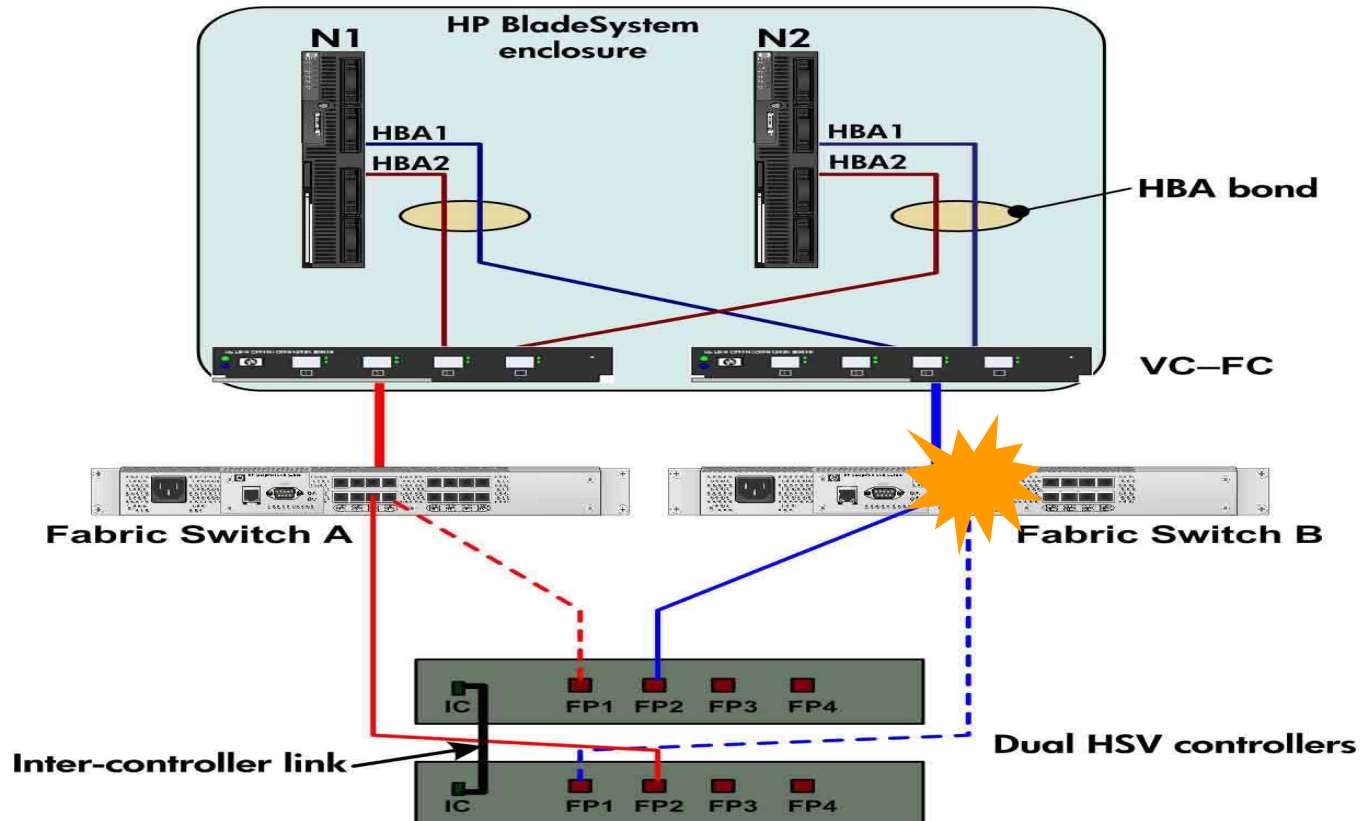 HP BladeSystem
enclosure
N1
N2
HBA1
HBA2
HBA1
HBA2
HBA bond
VC–FC
Fabric Switch A
Fabric Switch B
IC
FP1
FP2
FP3
FP4
Inter-controller link
Dual HSV controllers
IC
FP1
FP2
FP3
FP4